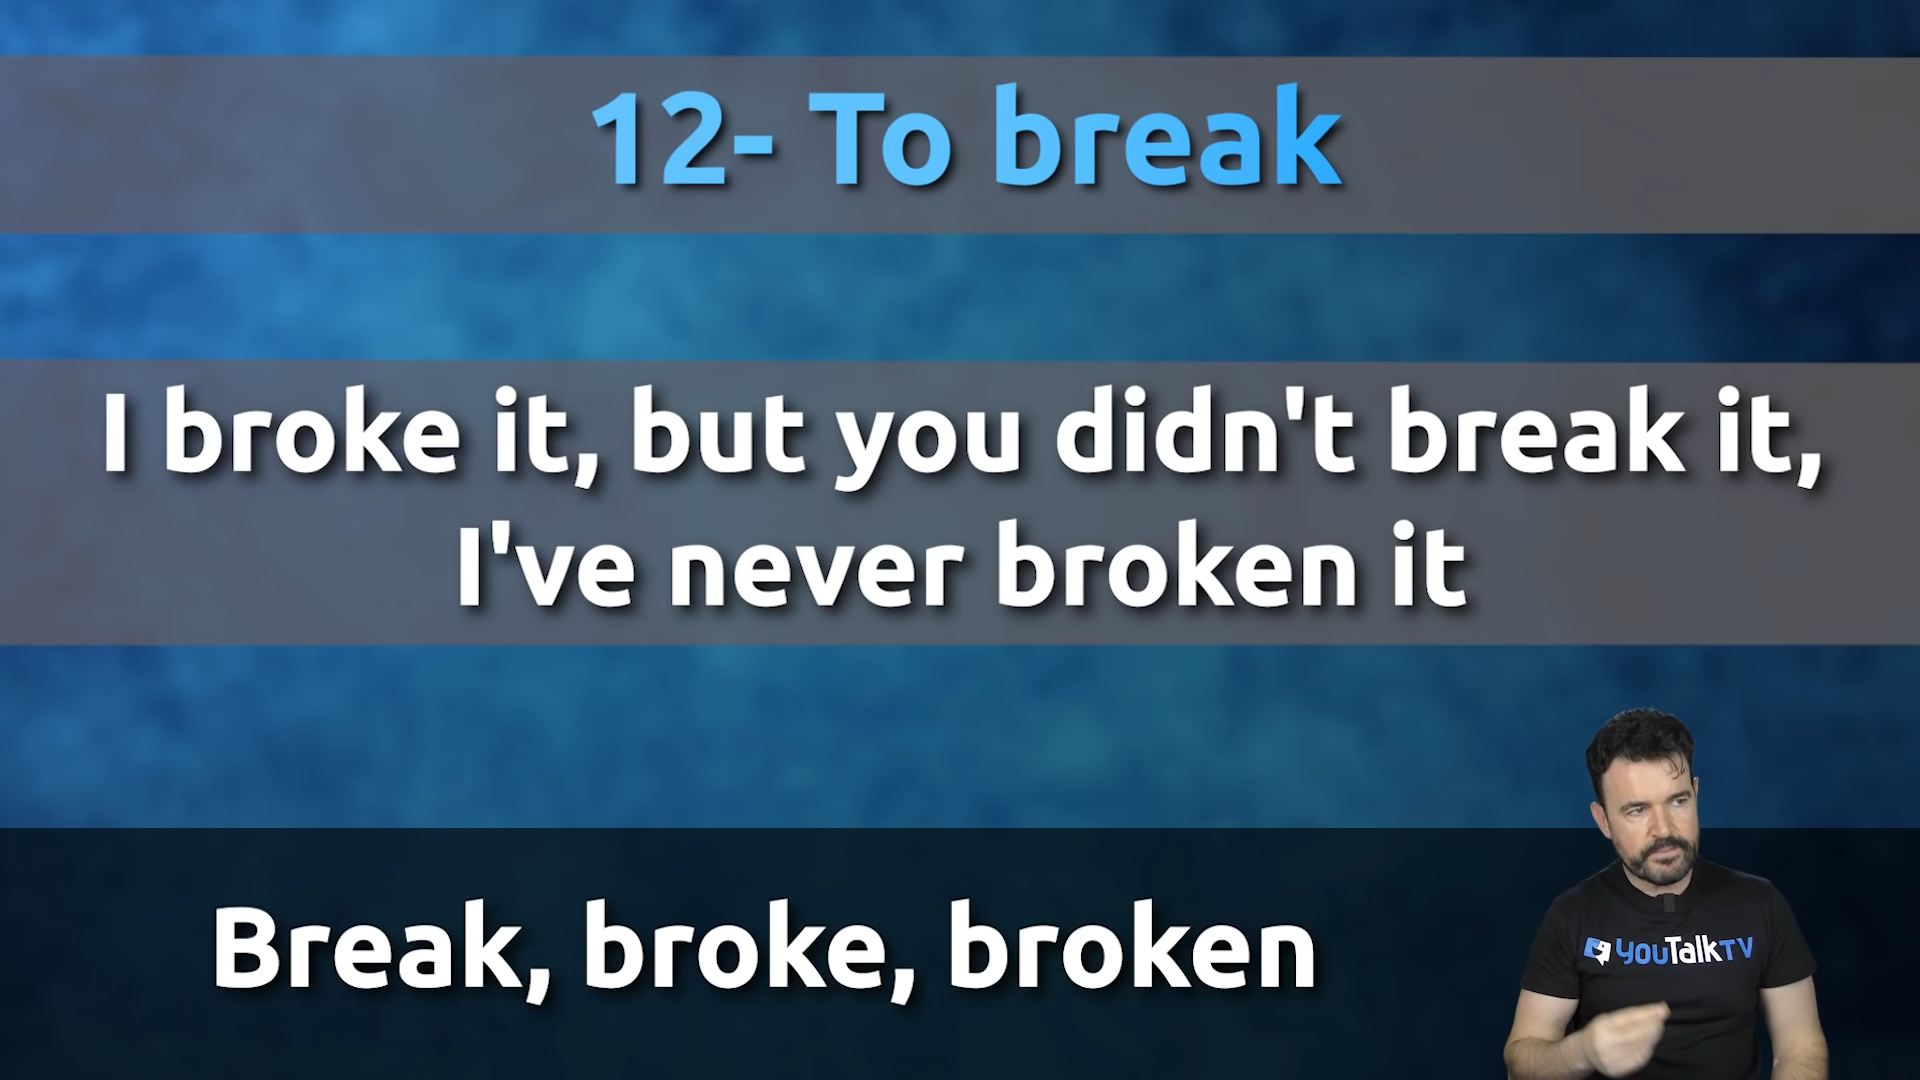 12- To break
I broke it, but you didn't break it,
I've never broken it
Break, broke, broken
youTalkTV